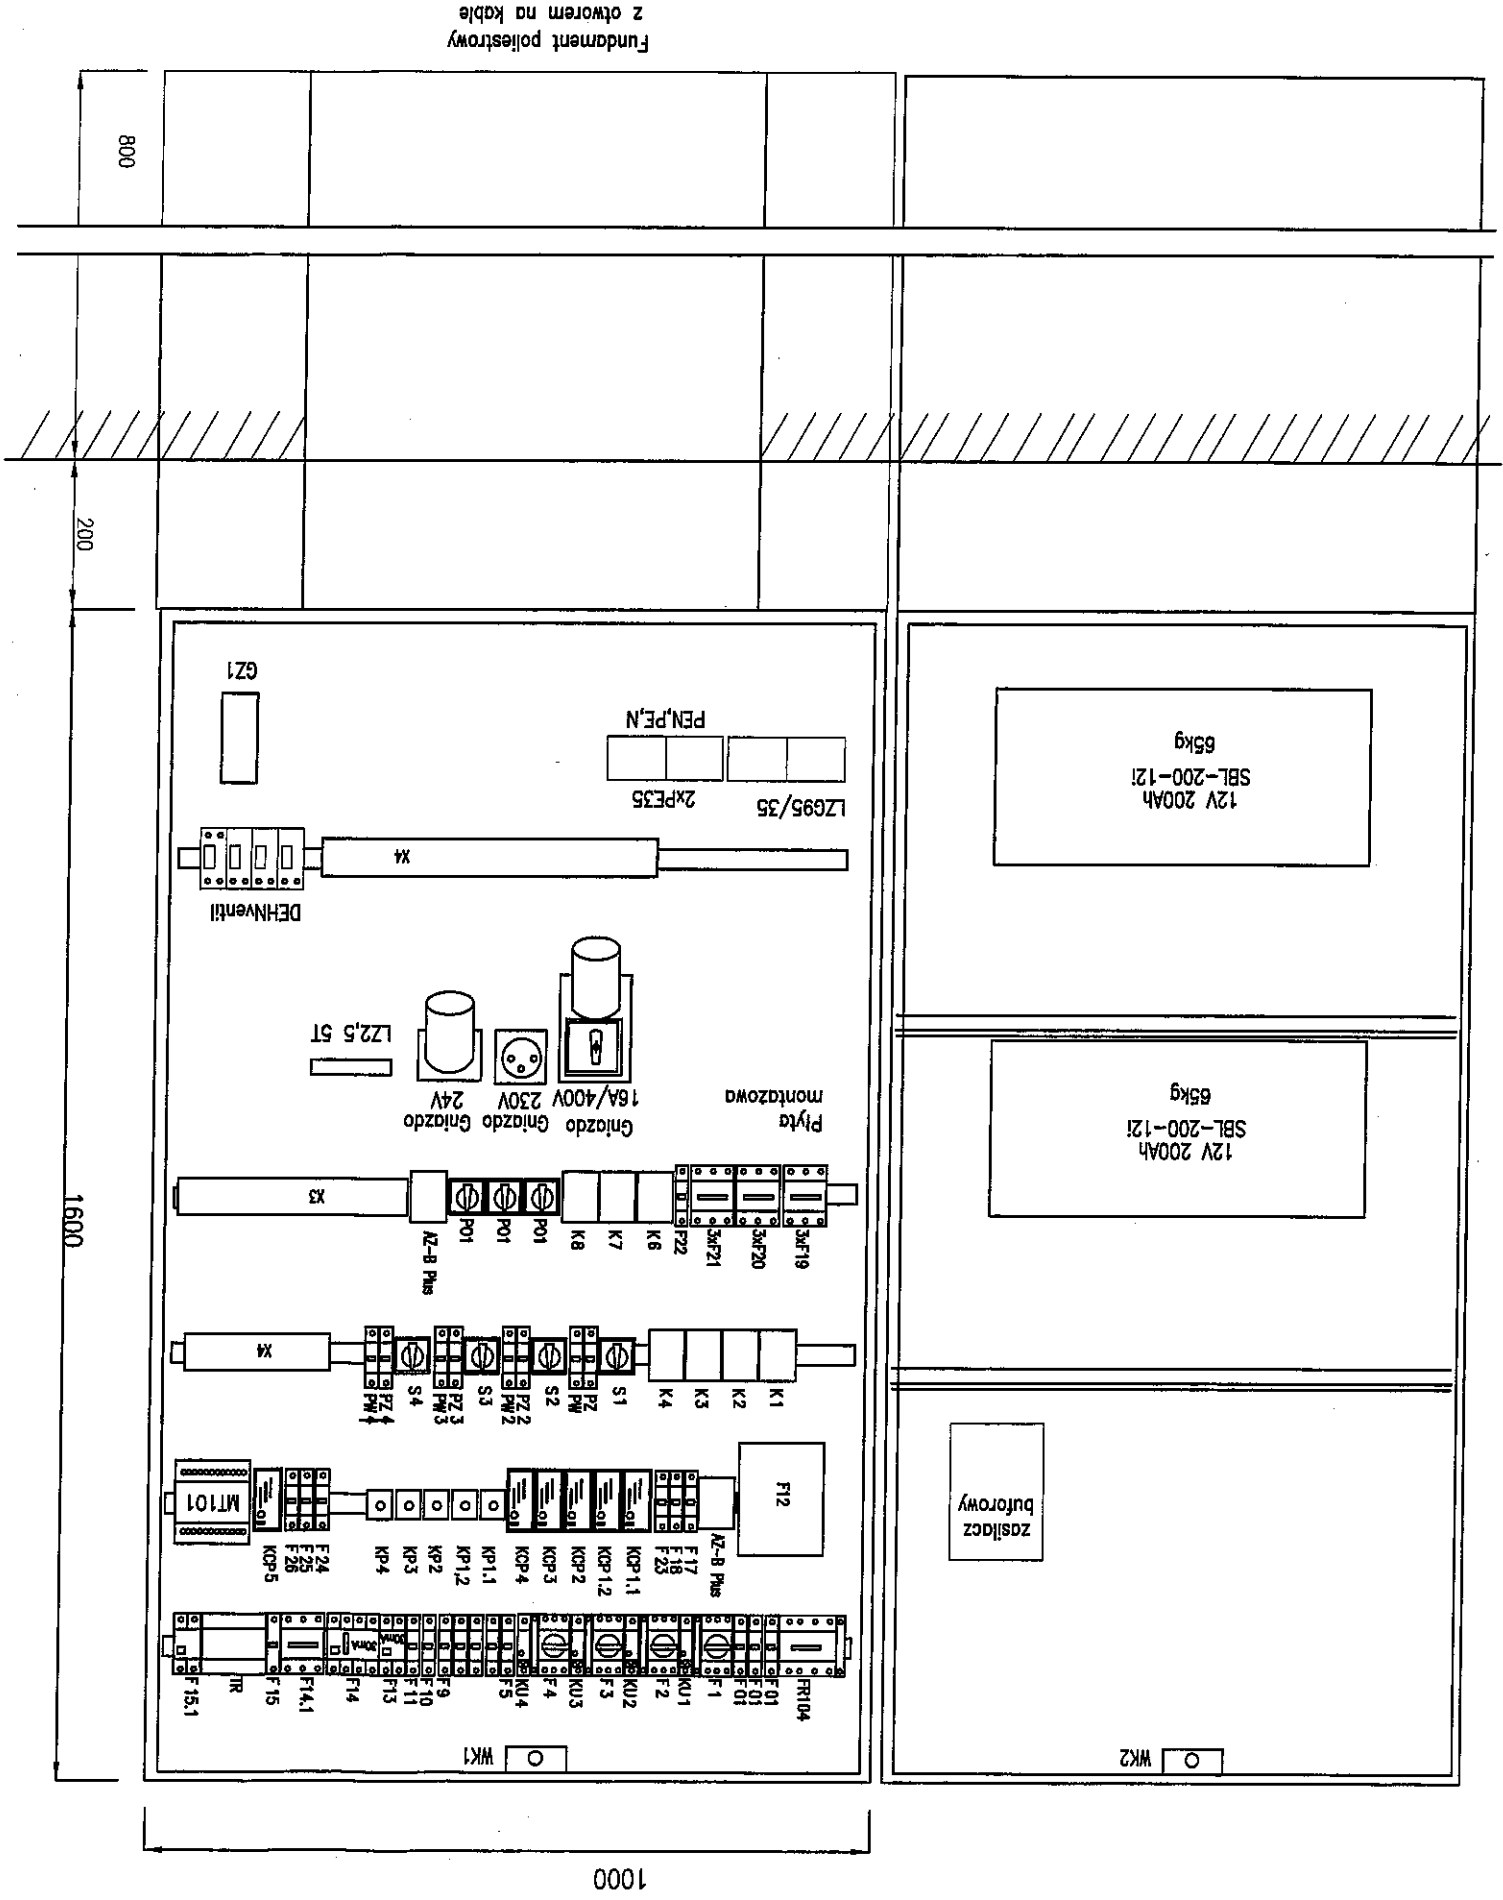 1000
WK2
WK1
FR104
F01
F01
F01
F1
KU1
F2
KU2
F3
KU3
F4
KU4
F5
F9
F10
F11
F13
F14
F14.1
F15
TR
F15.1
30mA
30mA
zasilacz
buforowy
F12
AZ-B Plus
F17
F18
F23
KCP1.1
KCP1.2
KCP2
KCP3
KCP4
KP1.1
KP1,2
KP2
KP3
KP4
F24
F25
F26
KCP5
MT101
K1
K2
K3
K4
S1
PZ
PW
S2
PZ2
PW2
S3
PZ3
PW3
S4
PZ4
PW4
X4
1600
3xF19
3xF20
3xF21
F22
K6
K7
K8
P01
P01
P01
AZ-B Plus
X3
12V 200Ah
SBL-200-12i
65kg
Płyta
montażowa
Gniazdo
16A/400V
Gniazdo
230V
Gniazdo
24V
LZ2,5 5T
DEHNventil
X4
12V 200Ah
SBL-200-12i
65kg
LZG95/35
2xPE35
PEN,PE,N
GZ1
200
800
Fundament poliestrowy
z otworem na kable